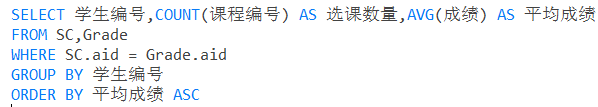 SELECT 学生编号,COUNT(课程编号) AS 选课数量,AVG(成绩) AS 平均成绩
FROM SC,Grade
WHERE SC.aid = Grade.aid
GROUP BY 学生编号
ORDER BY 平均成绩 ASC